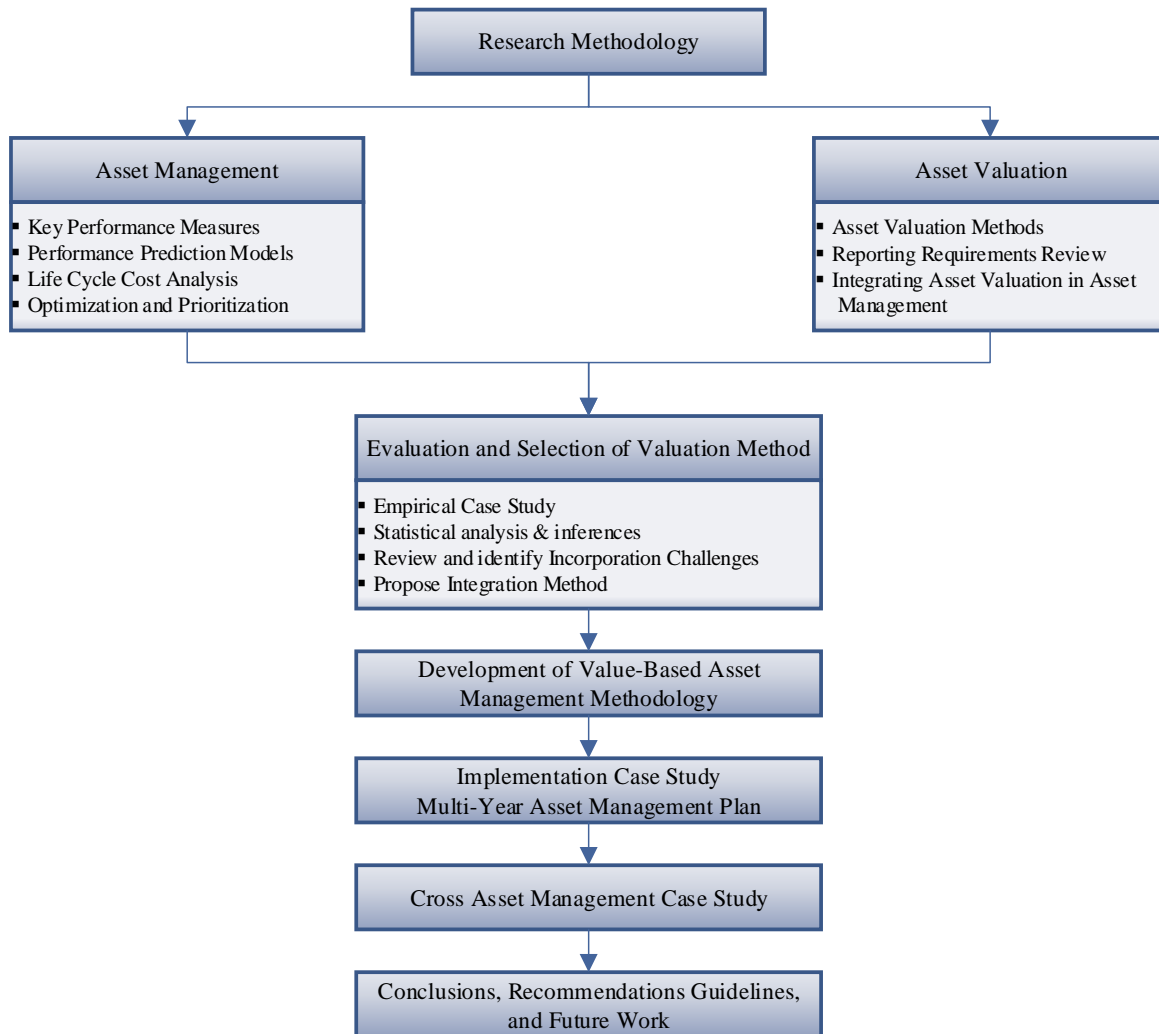 Research Methodology
Asset Management
▪ Key Performance Measures
▪ Performance Prediction Models
▪ Life Cycle Cost Analysis
▪ Optimization and Prioritization
Asset Valuation
▪ Asset Valuation Methods
▪ Reporting Requirements Review
▪ Integrating Asset Valuation in Asset
Management
Evaluation and Selection of Valuation Method
▪ Empirical Case Study
▪ Statistical analysis & inferences
▪ Review and identify Incorporation Challenges
▪ Propose Integration Method
Development of Value-Based Asset
Management Methodology
Implementation Case Study
Multi-Year Asset Management Plan
Cross Asset Management Case Study
Conclusions, Recommendations Guidelines,
and Future Work